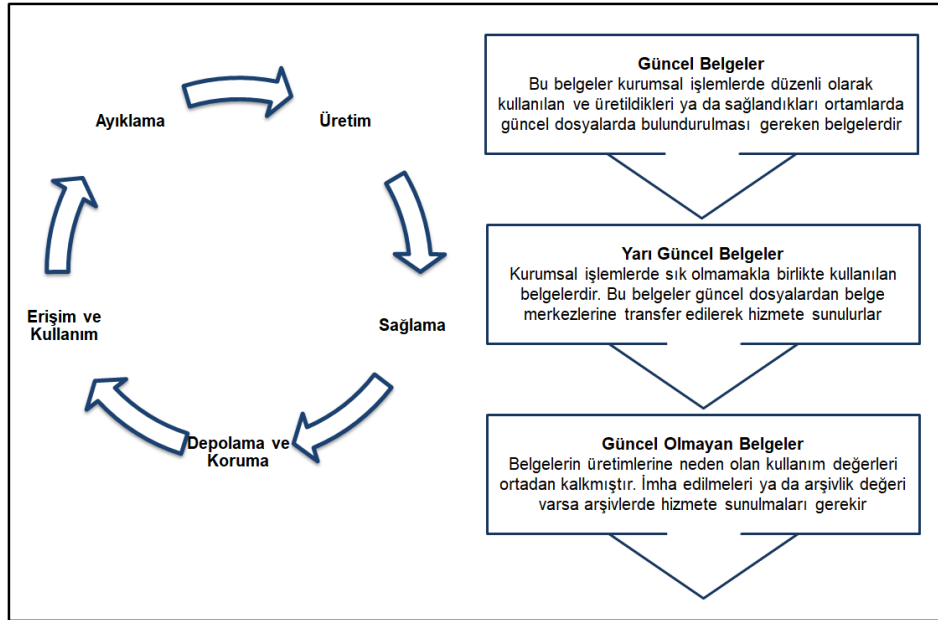 Ayıklama
Üretim
Sağlama
Depolama ve
Koruma
Erişim ve
Kullanım
Güncel Belgeler
Bu belgeler kurumsal işlemlerde düzenli olarak
kullanılan ve üretildikleri ya da sağlandıkları ortamlarda
güncel dosyalarda bulundurulması gereken belgelerdir
Yarı Güncel Belgeler
Kurumsal işlemlerde sık olmamakla birlikte kullanılan
belgelerdir. Bu belgeler güncel dosyalardan belge
merkezlerine transfer edilerek hizmete sunulurlar
Güncel Olmayan Belgeler
Belgelerin üretimlerine neden olan kullanım değerleri
ortadan kalkmıştır. İmha edilmeleri ya da arşivlik değeri
varsa arşivlerde hizmete sunulmaları gerekir